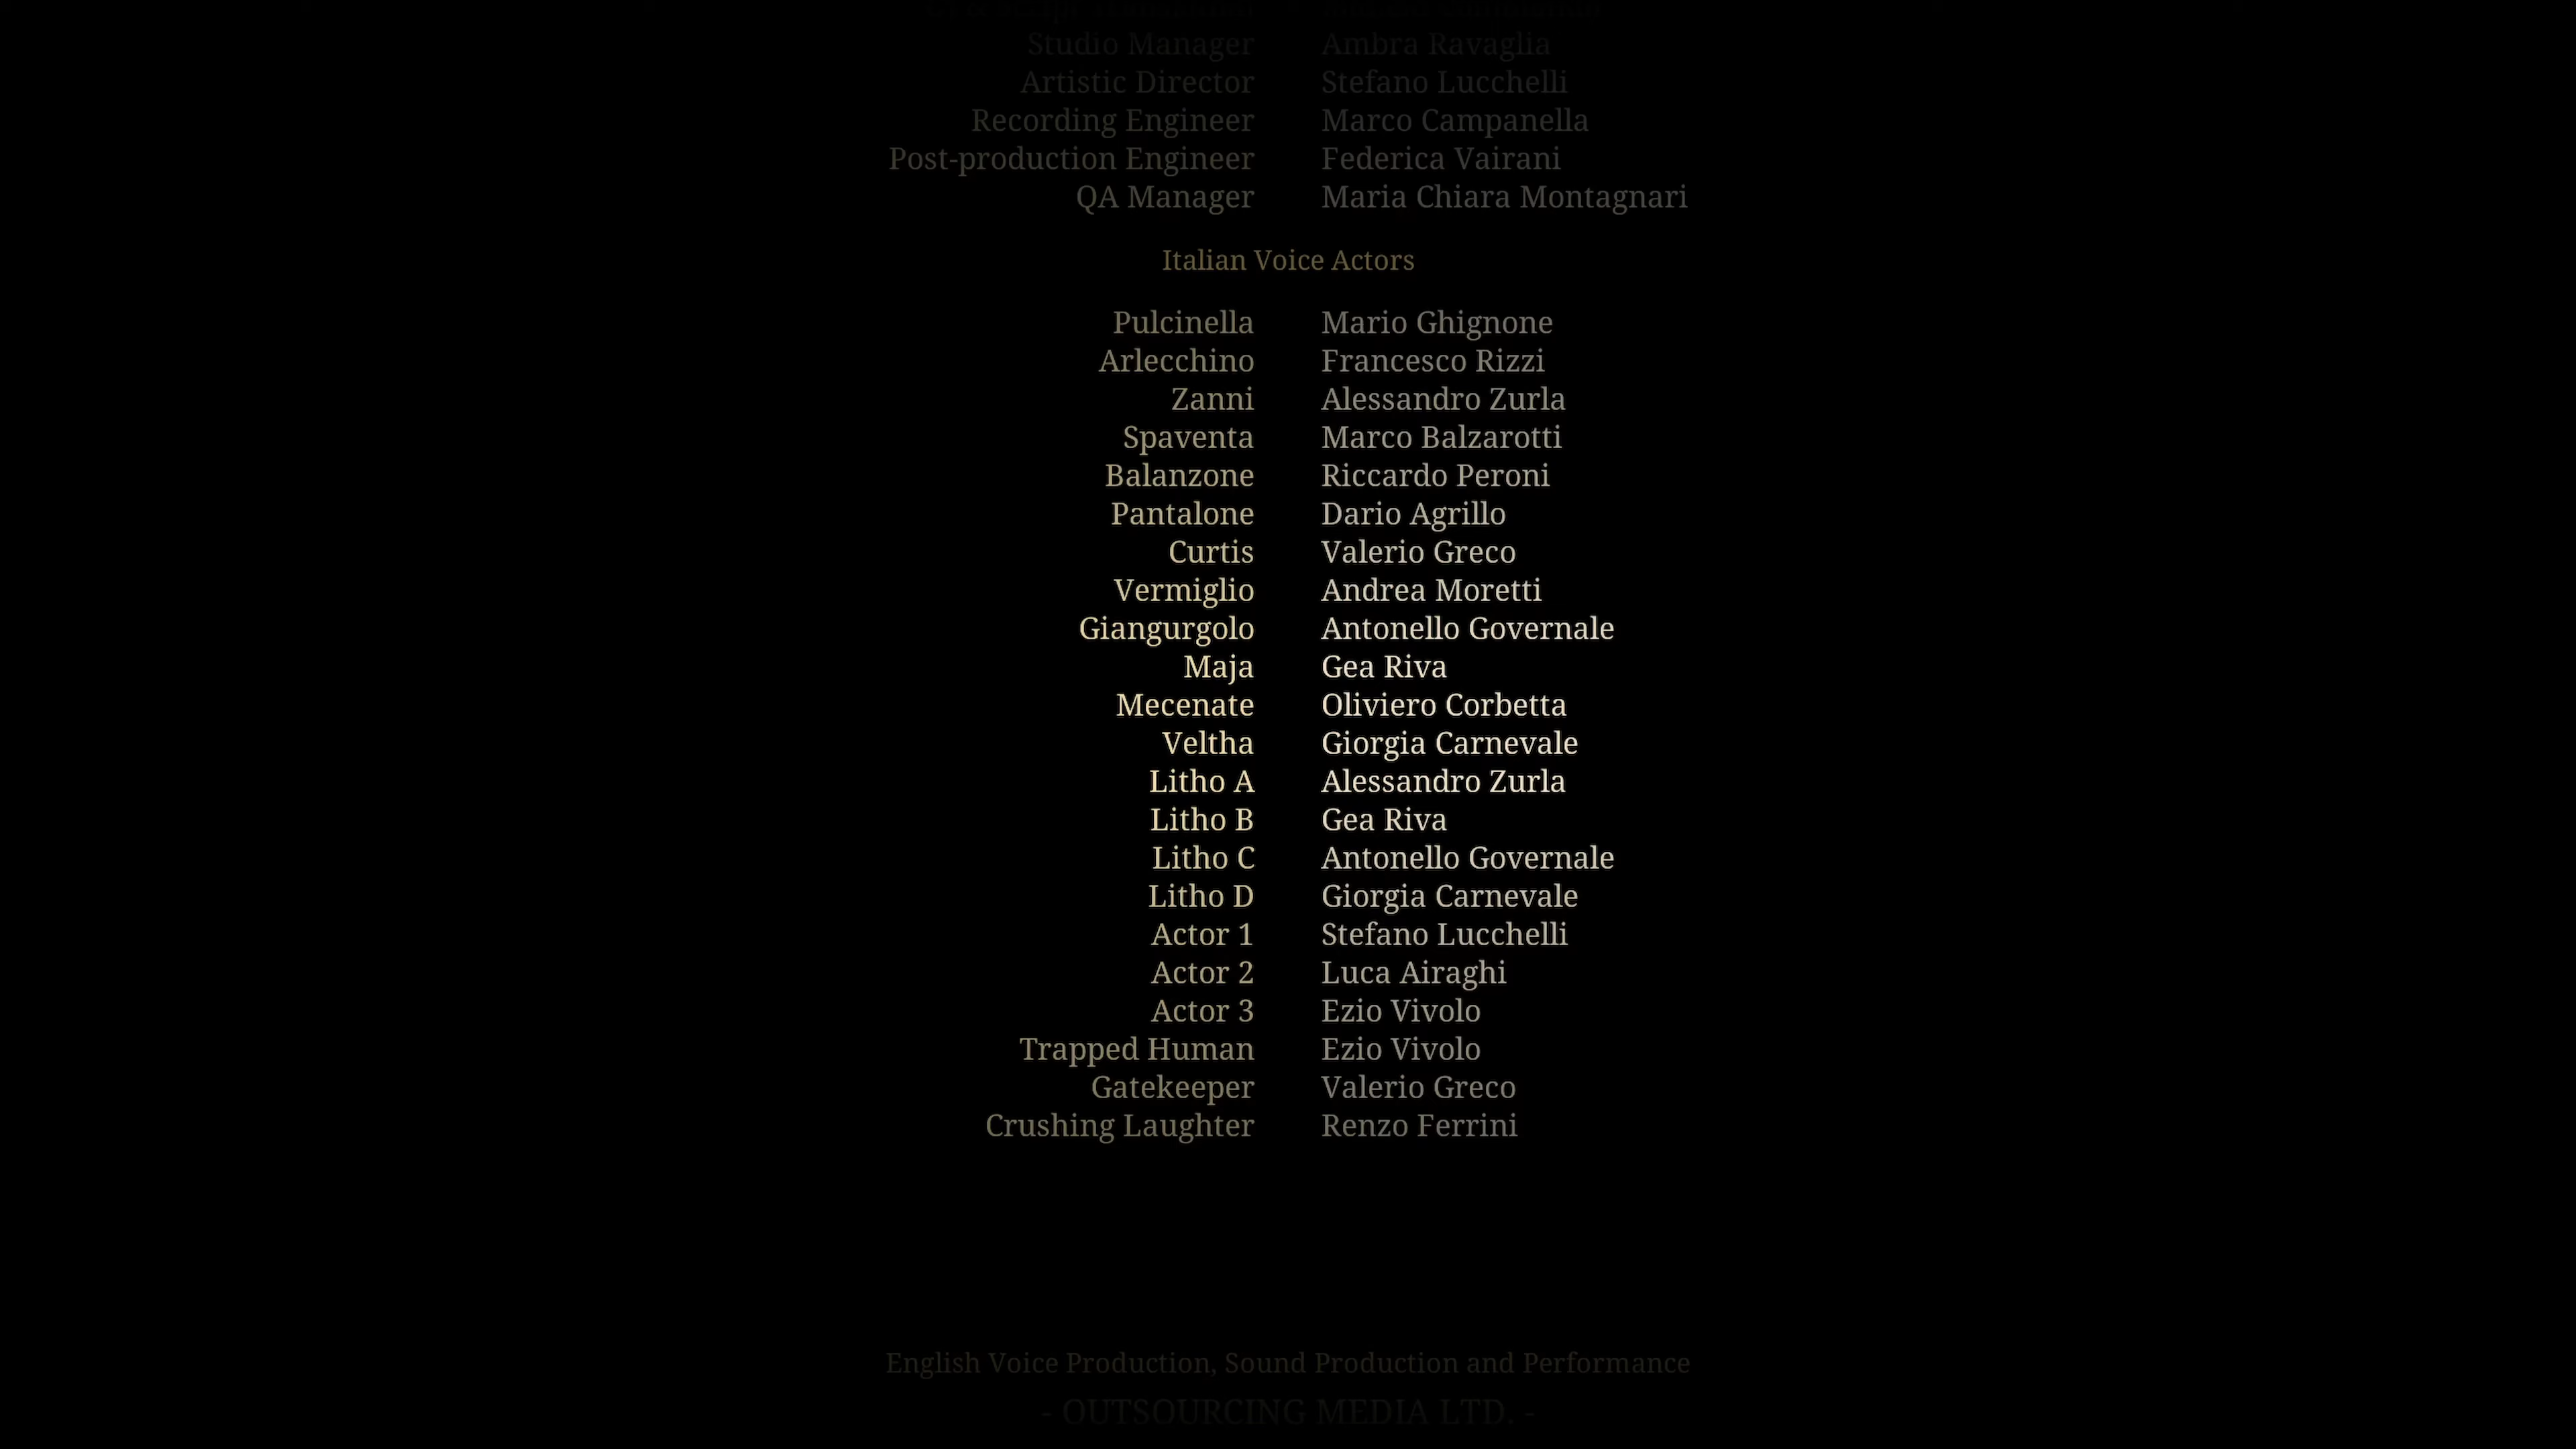 Studio Manager Ambra Ravaglia
Artistic Director Stefano Lucchelli
Recording Engineer Marco Campanella
Post-production Engineer Federica Vairani
QA Manager Maria Chiara Montagnari
Italian Voice Actors
Pulcinella Mario Ghignone
Arlecchino Francesco Rizzi
Zanni Alessandro Zurla
Spaventa Marco Balzarotti
Balanzone Riccardo Peroni
Pantalone Dario Agrillo
Curtis Valerio Greco
Vermiglio Andrea Moretti
Giangurgolo Antonello Governale
Maja Gea Riva
Mecenate Oliviero Corbetta
Veltha Giorgia Carnevale
Litho A Alessandro Zurla
Litho B Gea Riva
Litho C Antonello Governale
Litho D Giorgia Carnevale
Actor 1 Stefano Lucchelli
Actor 2 Luca Airaghi
Actor 3 Ezio Vivolo
Trapped Human Ezio Vivolo
Gatekeeper Valerio Greco
Crushing Laughter Renzo Ferrini
English Voice Production, Sound Production and Performance
- OUTSOURCING MEDIA LTD. -